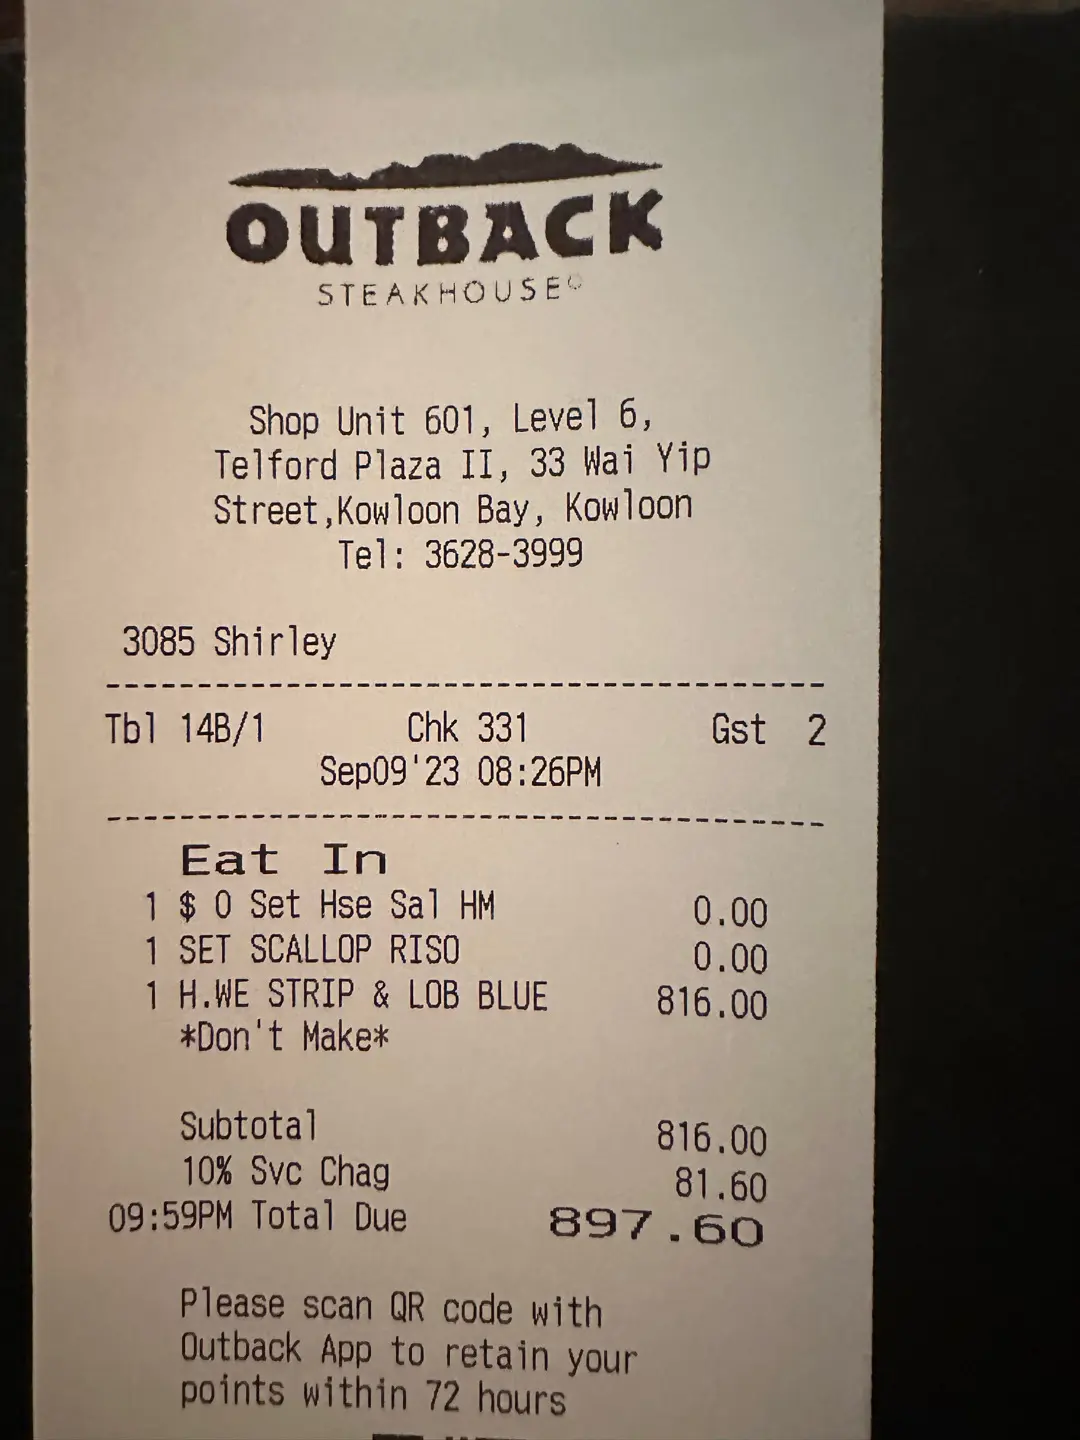 OUTBACK
STEAKHOUSE
Shop Unit 601, Level 6,
Telford Plaza II, 33 Wai Yip
Street,Kowloon Bay, Kowloon
Tel: 3628-3999
3085 Shirley
----------------------------------------
Tbl 14B/1 Chk 331 Gst 2
Sep09'23 08:26PM
----------------------------------------
Eat In
1 $ 0 Set Hse Sal HM 0.00
1 SET SCALLOP RISO 0.00
1 H.WE STRIP & LOB BLUE 816.00
*Don't Make*
Subtotal 816.00
10% Svc Chag 81.60
09:59PM Total Due 897.60
Please scan QR code with
Outback App to retain your
points within 72 hours